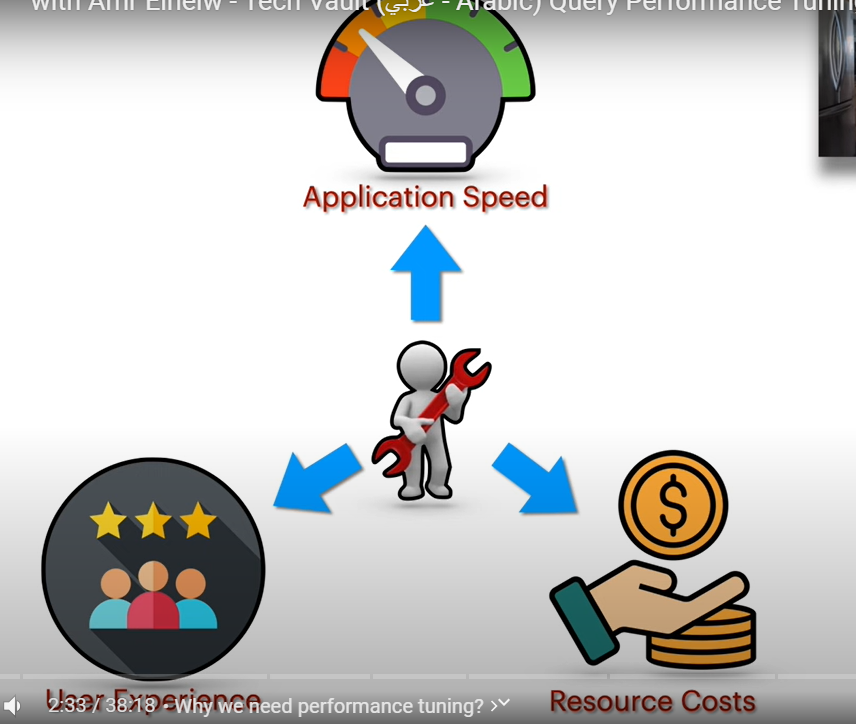 with Amr Elhelw - Tech Vault (عربي - Arabic) Query Performance Tuning
Application Speed
$
User Experience
Resource Costs
2:33 / 38:18 • Why we need performance tuning?